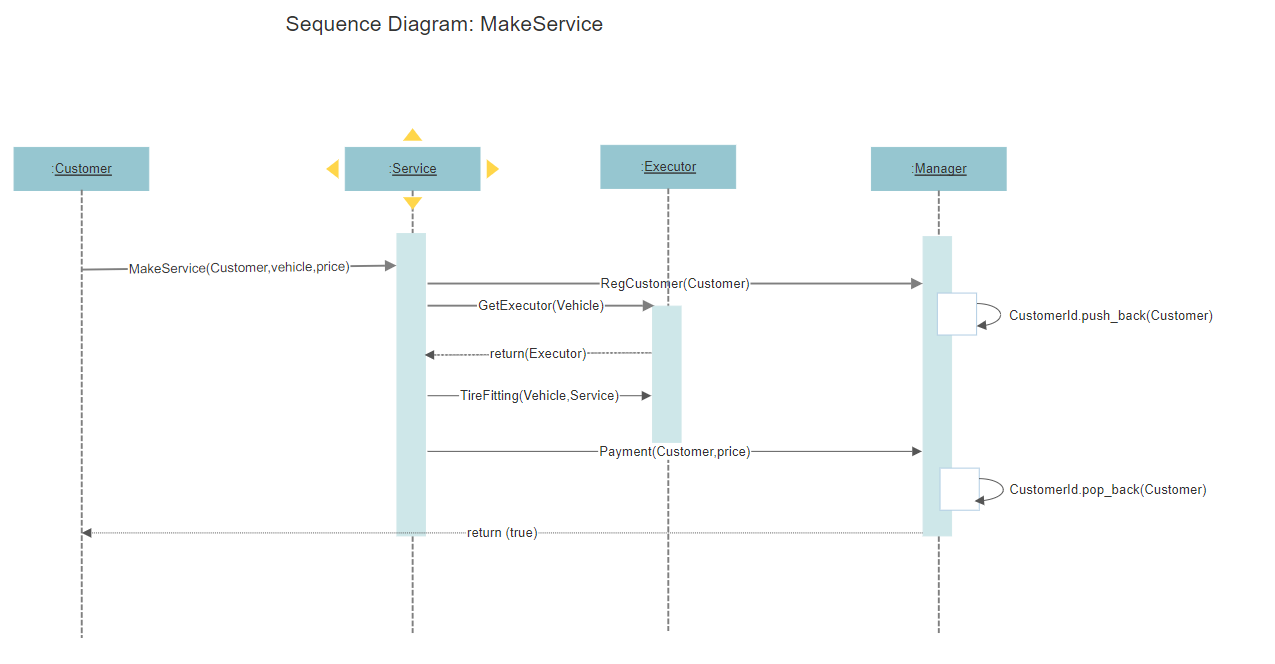 Sequence Diagram: MakeService
:Customer
:Service
:Executor
:Manager
MakeService(Customer,vehicle,price)
RegCustomer(Customer)
GetExecutor(Vehicle)
CustomerId.push_back(Customer)
return(Executor)
TireFitting(Vehicle,Service)
Payment(Customer,price)
CustomerId.pop_back(Customer)
return (true)